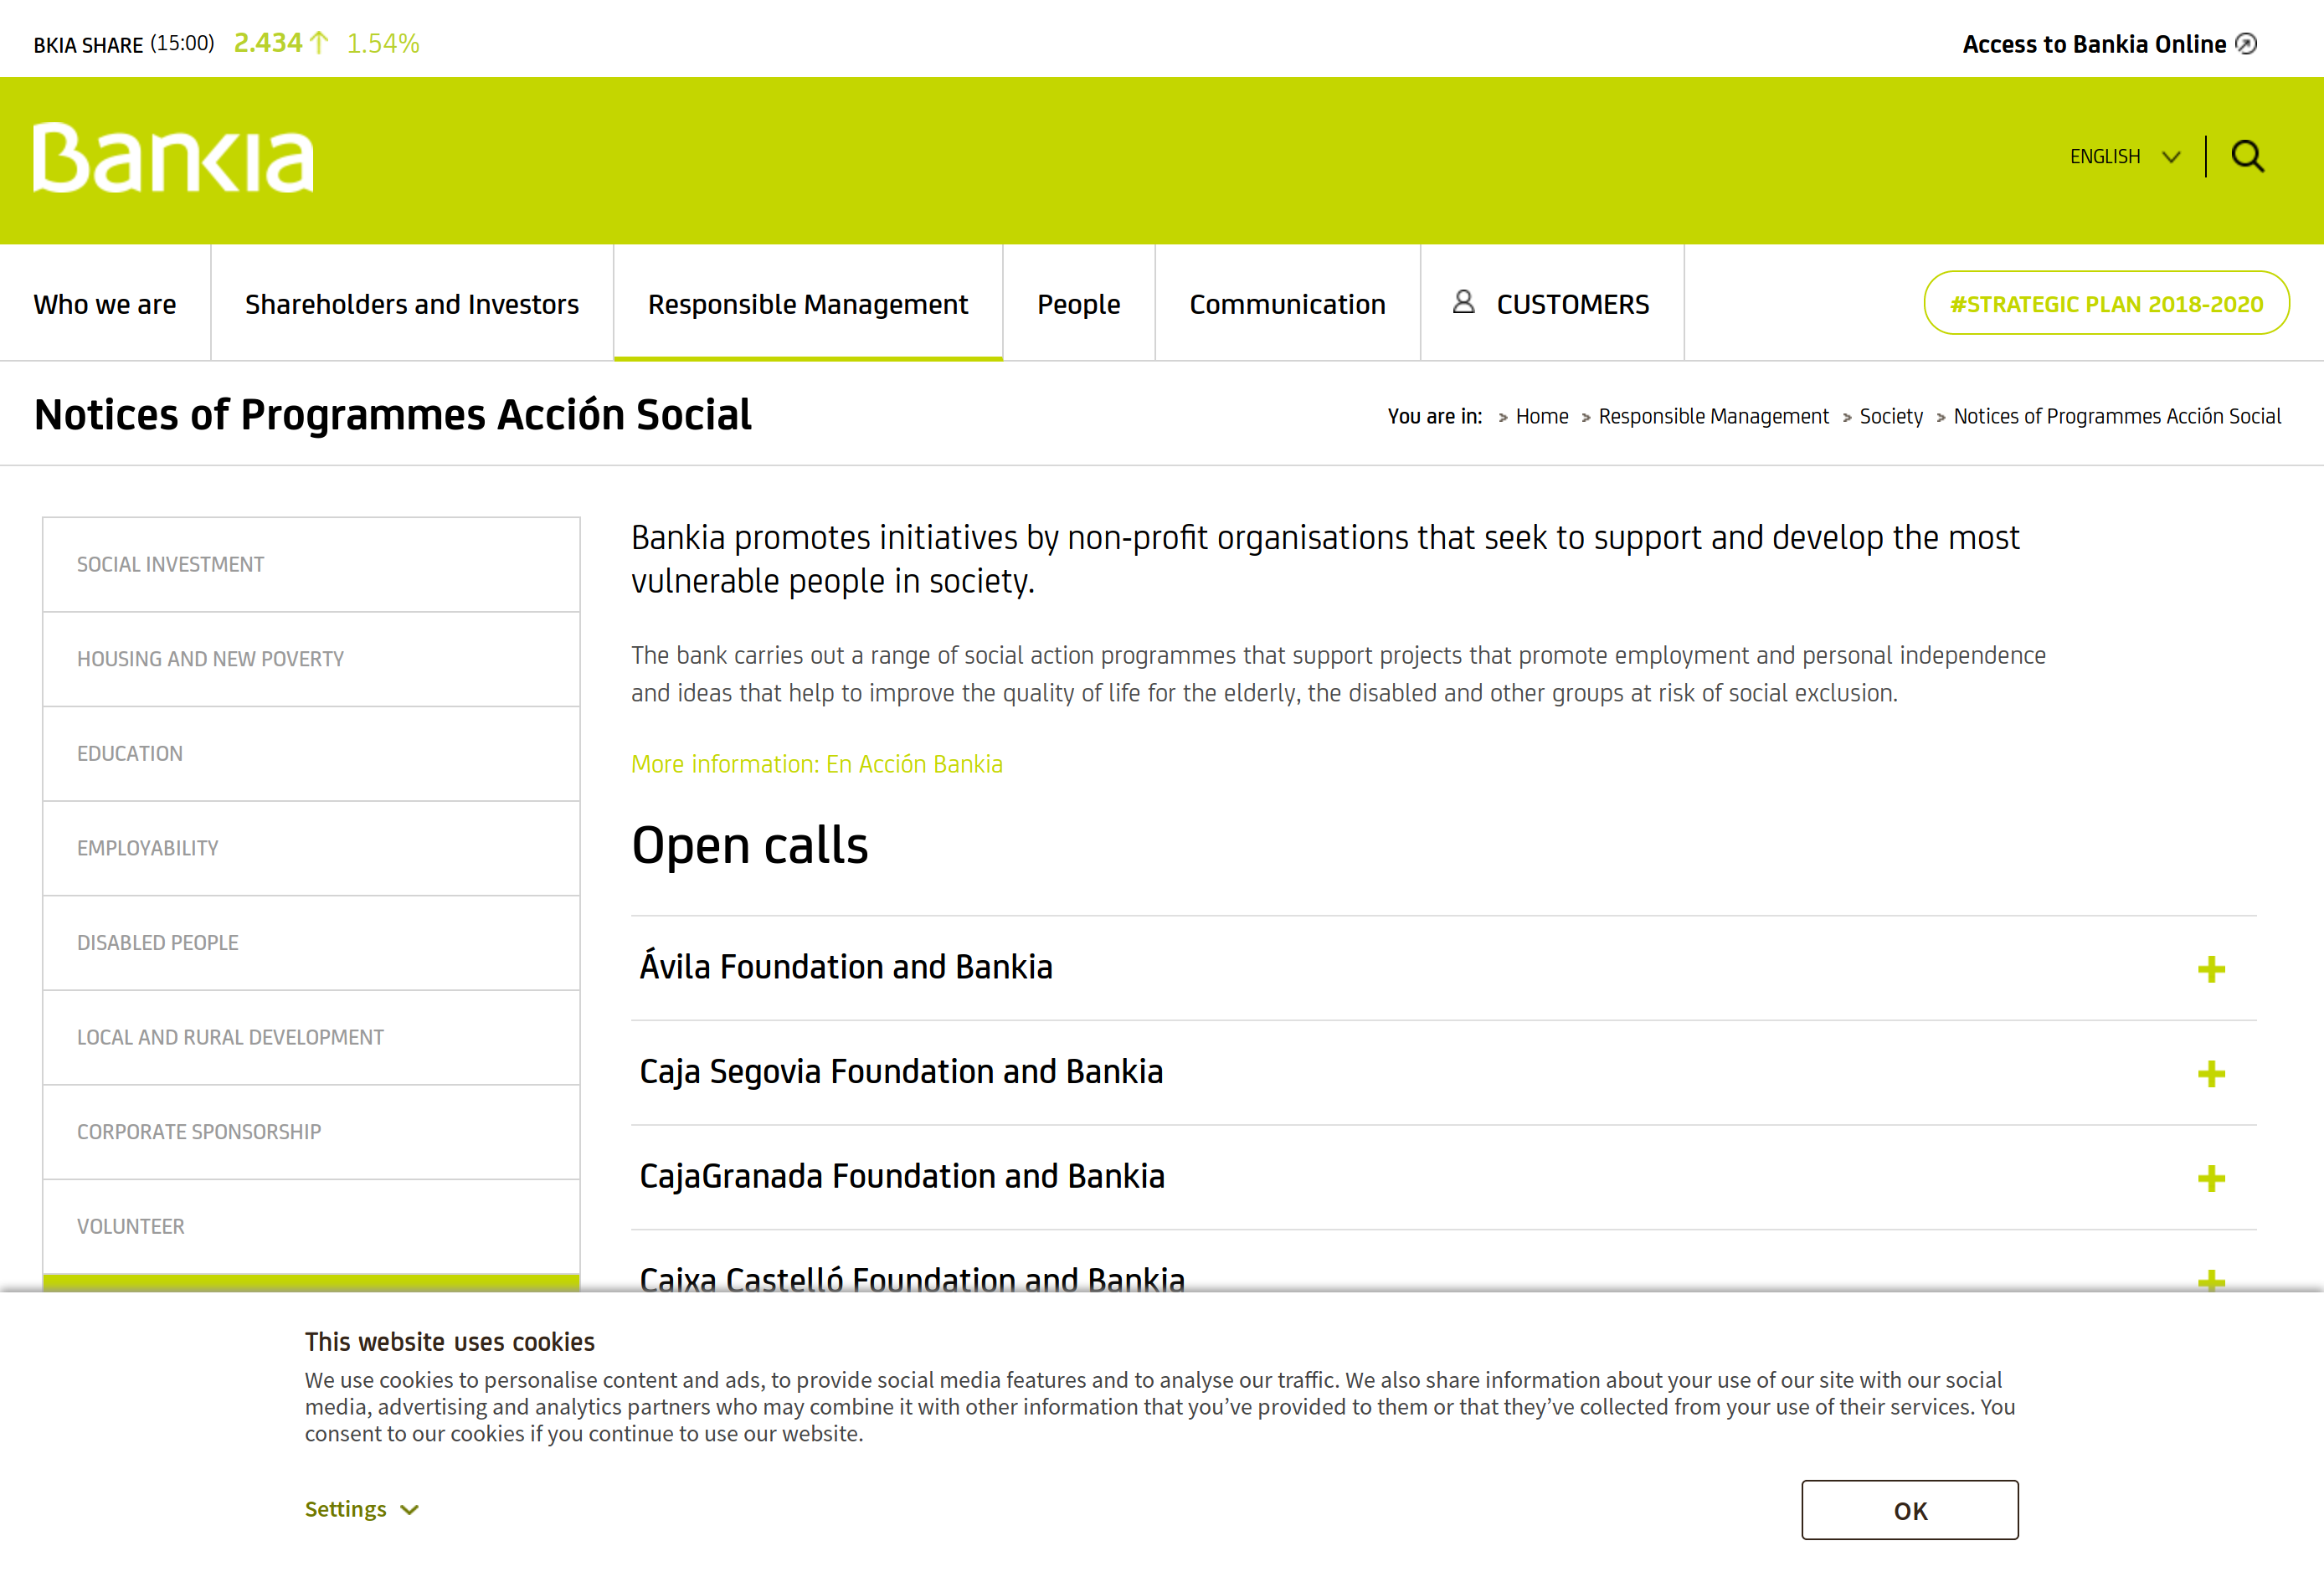 BKIA SHARE (15:00) 2.434 1.54%
Access to Bankia Online
Bankia
ENGLISH
Who we are
Shareholders and Investors
Responsible Management
People
Communication
CUSTOMERS
#STRATEGIC PLAN 2018-2020
Notices of Programmes Acción Social
You are in: > Home > Responsible Management > Society > Notices of Programmes Acción Social
SOCIAL INVESTMENT
HOUSING AND NEW POVERTY
EDUCATION
EMPLOYABILITY
DISABLED PEOPLE
LOCAL AND RURAL DEVELOPMENT
CORPORATE SPONSORSHIP
VOLUNTEER
Bankia promotes initiatives by non-profit organisations that seek to support and develop the most
vulnerable people in society.
The bank carries out a range of social action programmes that support projects that promote employment and personal independence
and ideas that help to improve the quality of life for the elderly, the disabled and other groups at risk of social exclusion.
More information: En Acción Bankia
Open calls
Ávila Foundation and Bankia
Caja Segovia Foundation and Bankia
CajaGranada Foundation and Bankia
Caixa Castelló Foundation and Bankia
This website uses cookies
We use cookies to personalise content and ads, to provide social media features and to analyse our traffic. We also share information about your use of our site with our social
media, advertising and analytics partners who may combine it with other information that you’ve provided to them or that they’ve collected from your use of their services. You
consent to our cookies if you continue to use our website.
Settings
OK